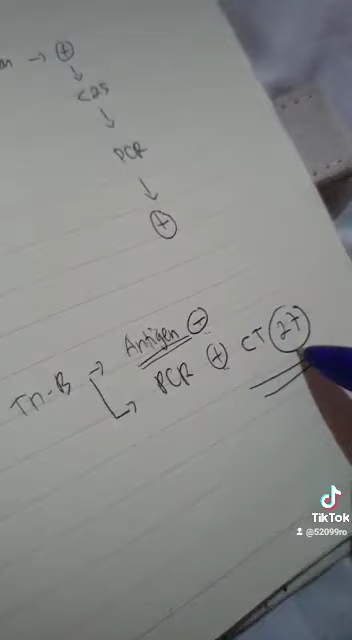 → ⊕
↓
<25
↓
PCR
↓
⊕
Tn-B → Antigen ⊖
↳ PCR ⊕ CT 27
TikTok
@52099ro